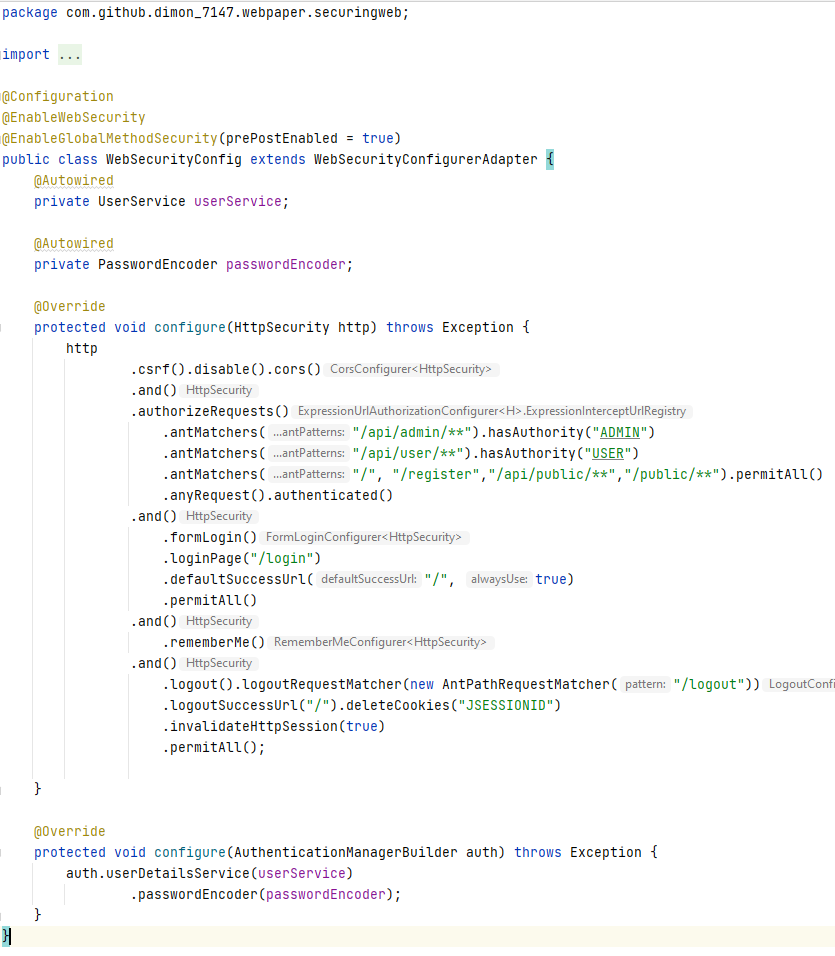 package com.github.dimon_7147.webpaper.securingweb;
import ...
@Configuration
@EnableWebSecurity
@EnableGlobalMethodSecurity(prePostEnabled = true)
public class WebSecurityConfig extends WebSecurityConfigurerAdapter {
@Autowired
private UserService userService;
@Autowired
private PasswordEncoder passwordEncoder;
@Override
protected void configure(HttpSecurity http) throws Exception {
http
.csrf().disable().cors() CorsConfigurer<HttpSecurity>
.and() HttpSecurity
.authorizeRequests() ExpressionUrlAuthorizationConfigurer<H>.ExpressionInterceptUrlRegistry
.antMatchers( ...antPatterns: "/api/admin/**").hasAuthority("ADMIN")
.antMatchers( ...antPatterns: "/api/user/**").hasAuthority("USER")
.antMatchers( ...antPatterns: "/", "/register","/api/public/**","/public/**").permitAll()
.anyRequest().authenticated()
.and() HttpSecurity
.formLogin() FormLoginConfigurer<HttpSecurity>
.loginPage("/login")
.defaultSuccessUrl( defaultSuccessUrl: "/", alwaysUse: true)
.permitAll()
.and() HttpSecurity
.rememberMe() RememberMeConfigurer<HttpSecurity>
.and() HttpSecurity
.logout().logoutRequestMatcher(new AntPathRequestMatcher( pattern: "/logout")) LogoutConfi
.logoutSuccessUrl("/").deleteCookies("JSESSIONID")
.invalidateHttpSession(true)
.permitAll();
}
@Override
protected void configure(AuthenticationManagerBuilder auth) throws Exception {
auth.userDetailsService(userService)
.passwordEncoder(passwordEncoder);
}
}